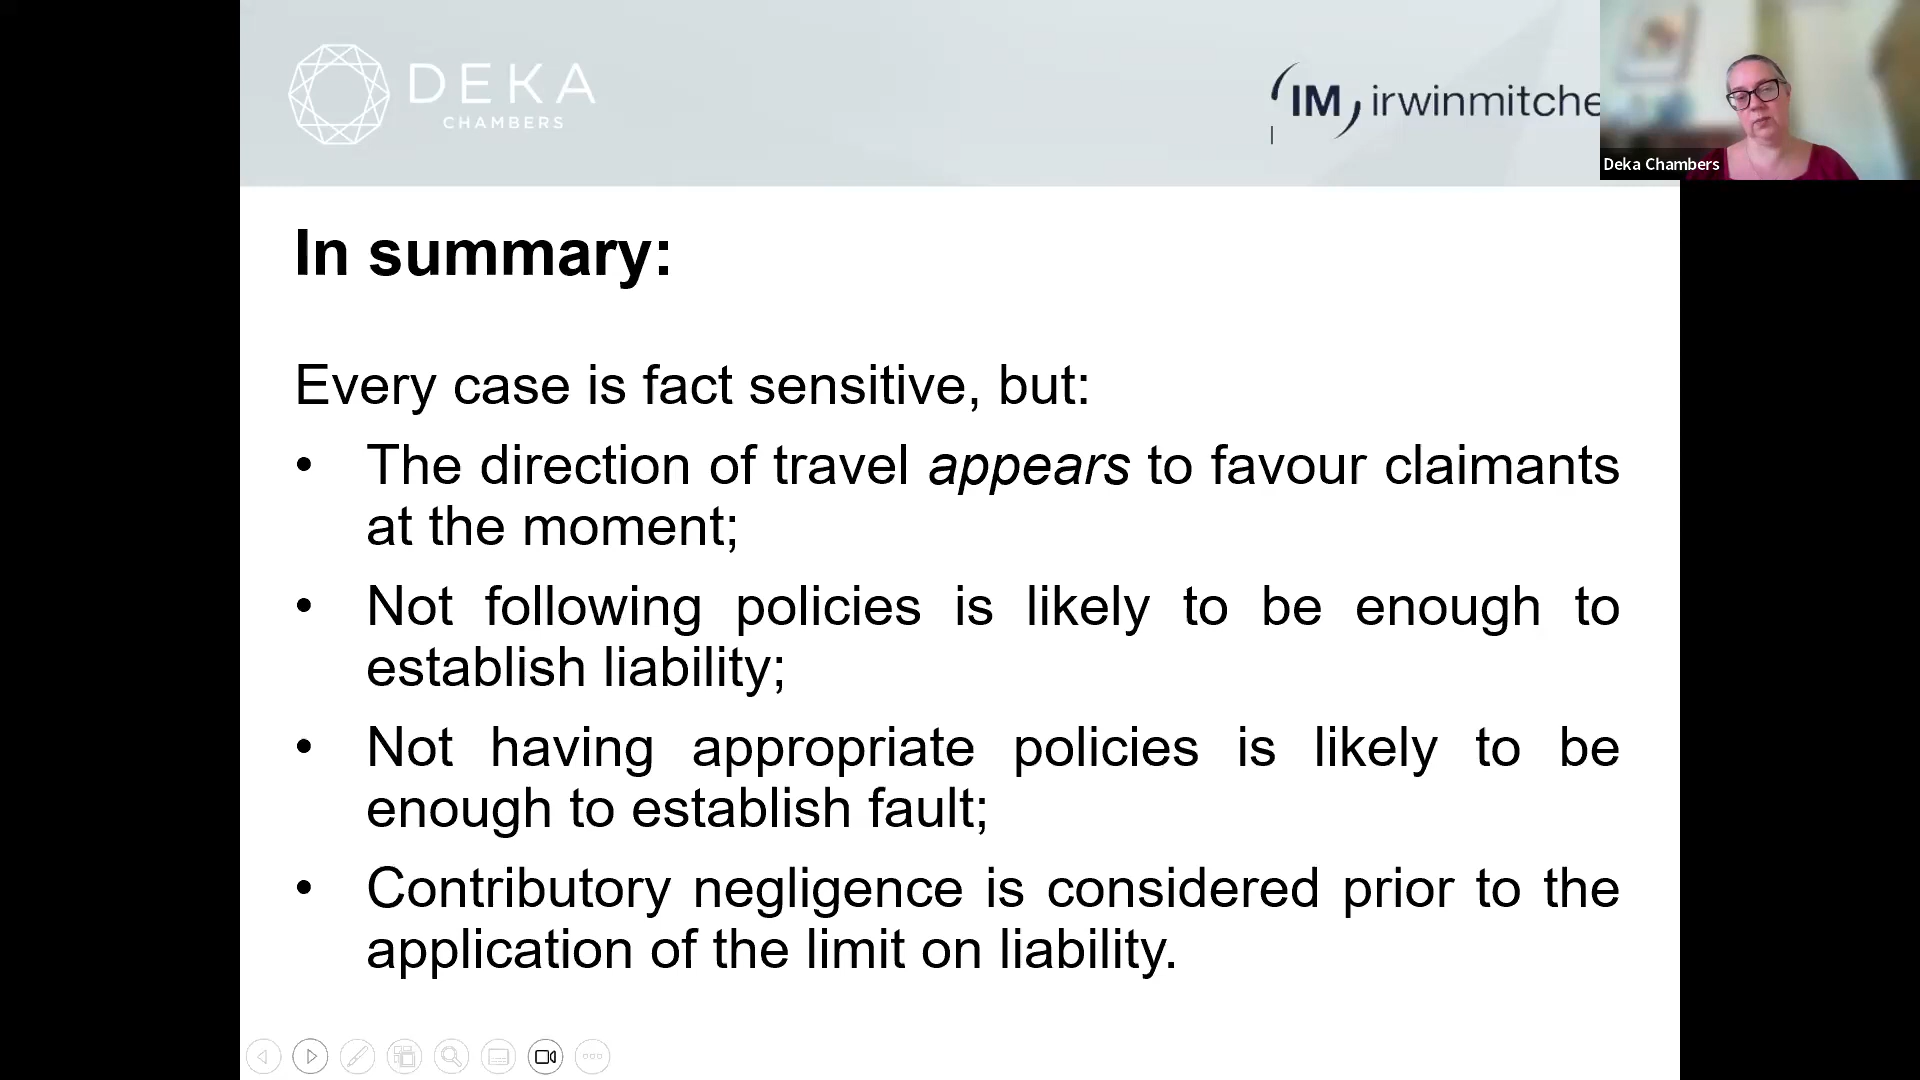 DEKA
CHAMBERS
IM irwinmitche
Deka Chambers
In summary:
Every case is fact sensitive, but:
• The direction of travel appears to favour claimants
at the moment;
• Not following policies is likely to be enough to
establish liability;
• Not having appropriate policies is likely to be
enough to establish fault;
• Contributory negligence is considered prior to the
application of the limit on liability.